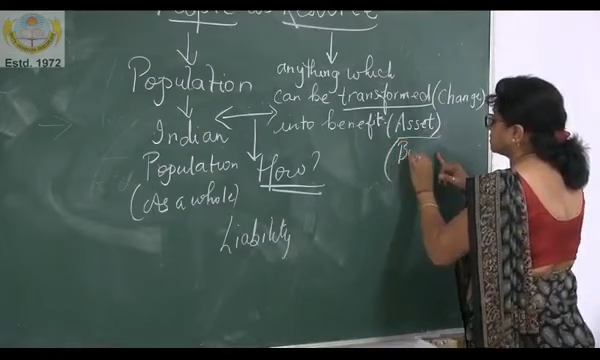 People as Resource
Population
anything which
can be transformed (Change)
into benefit. (Asset)
Indian
Population
How?
(B
(As a whole)
Liability
Estd. 1972